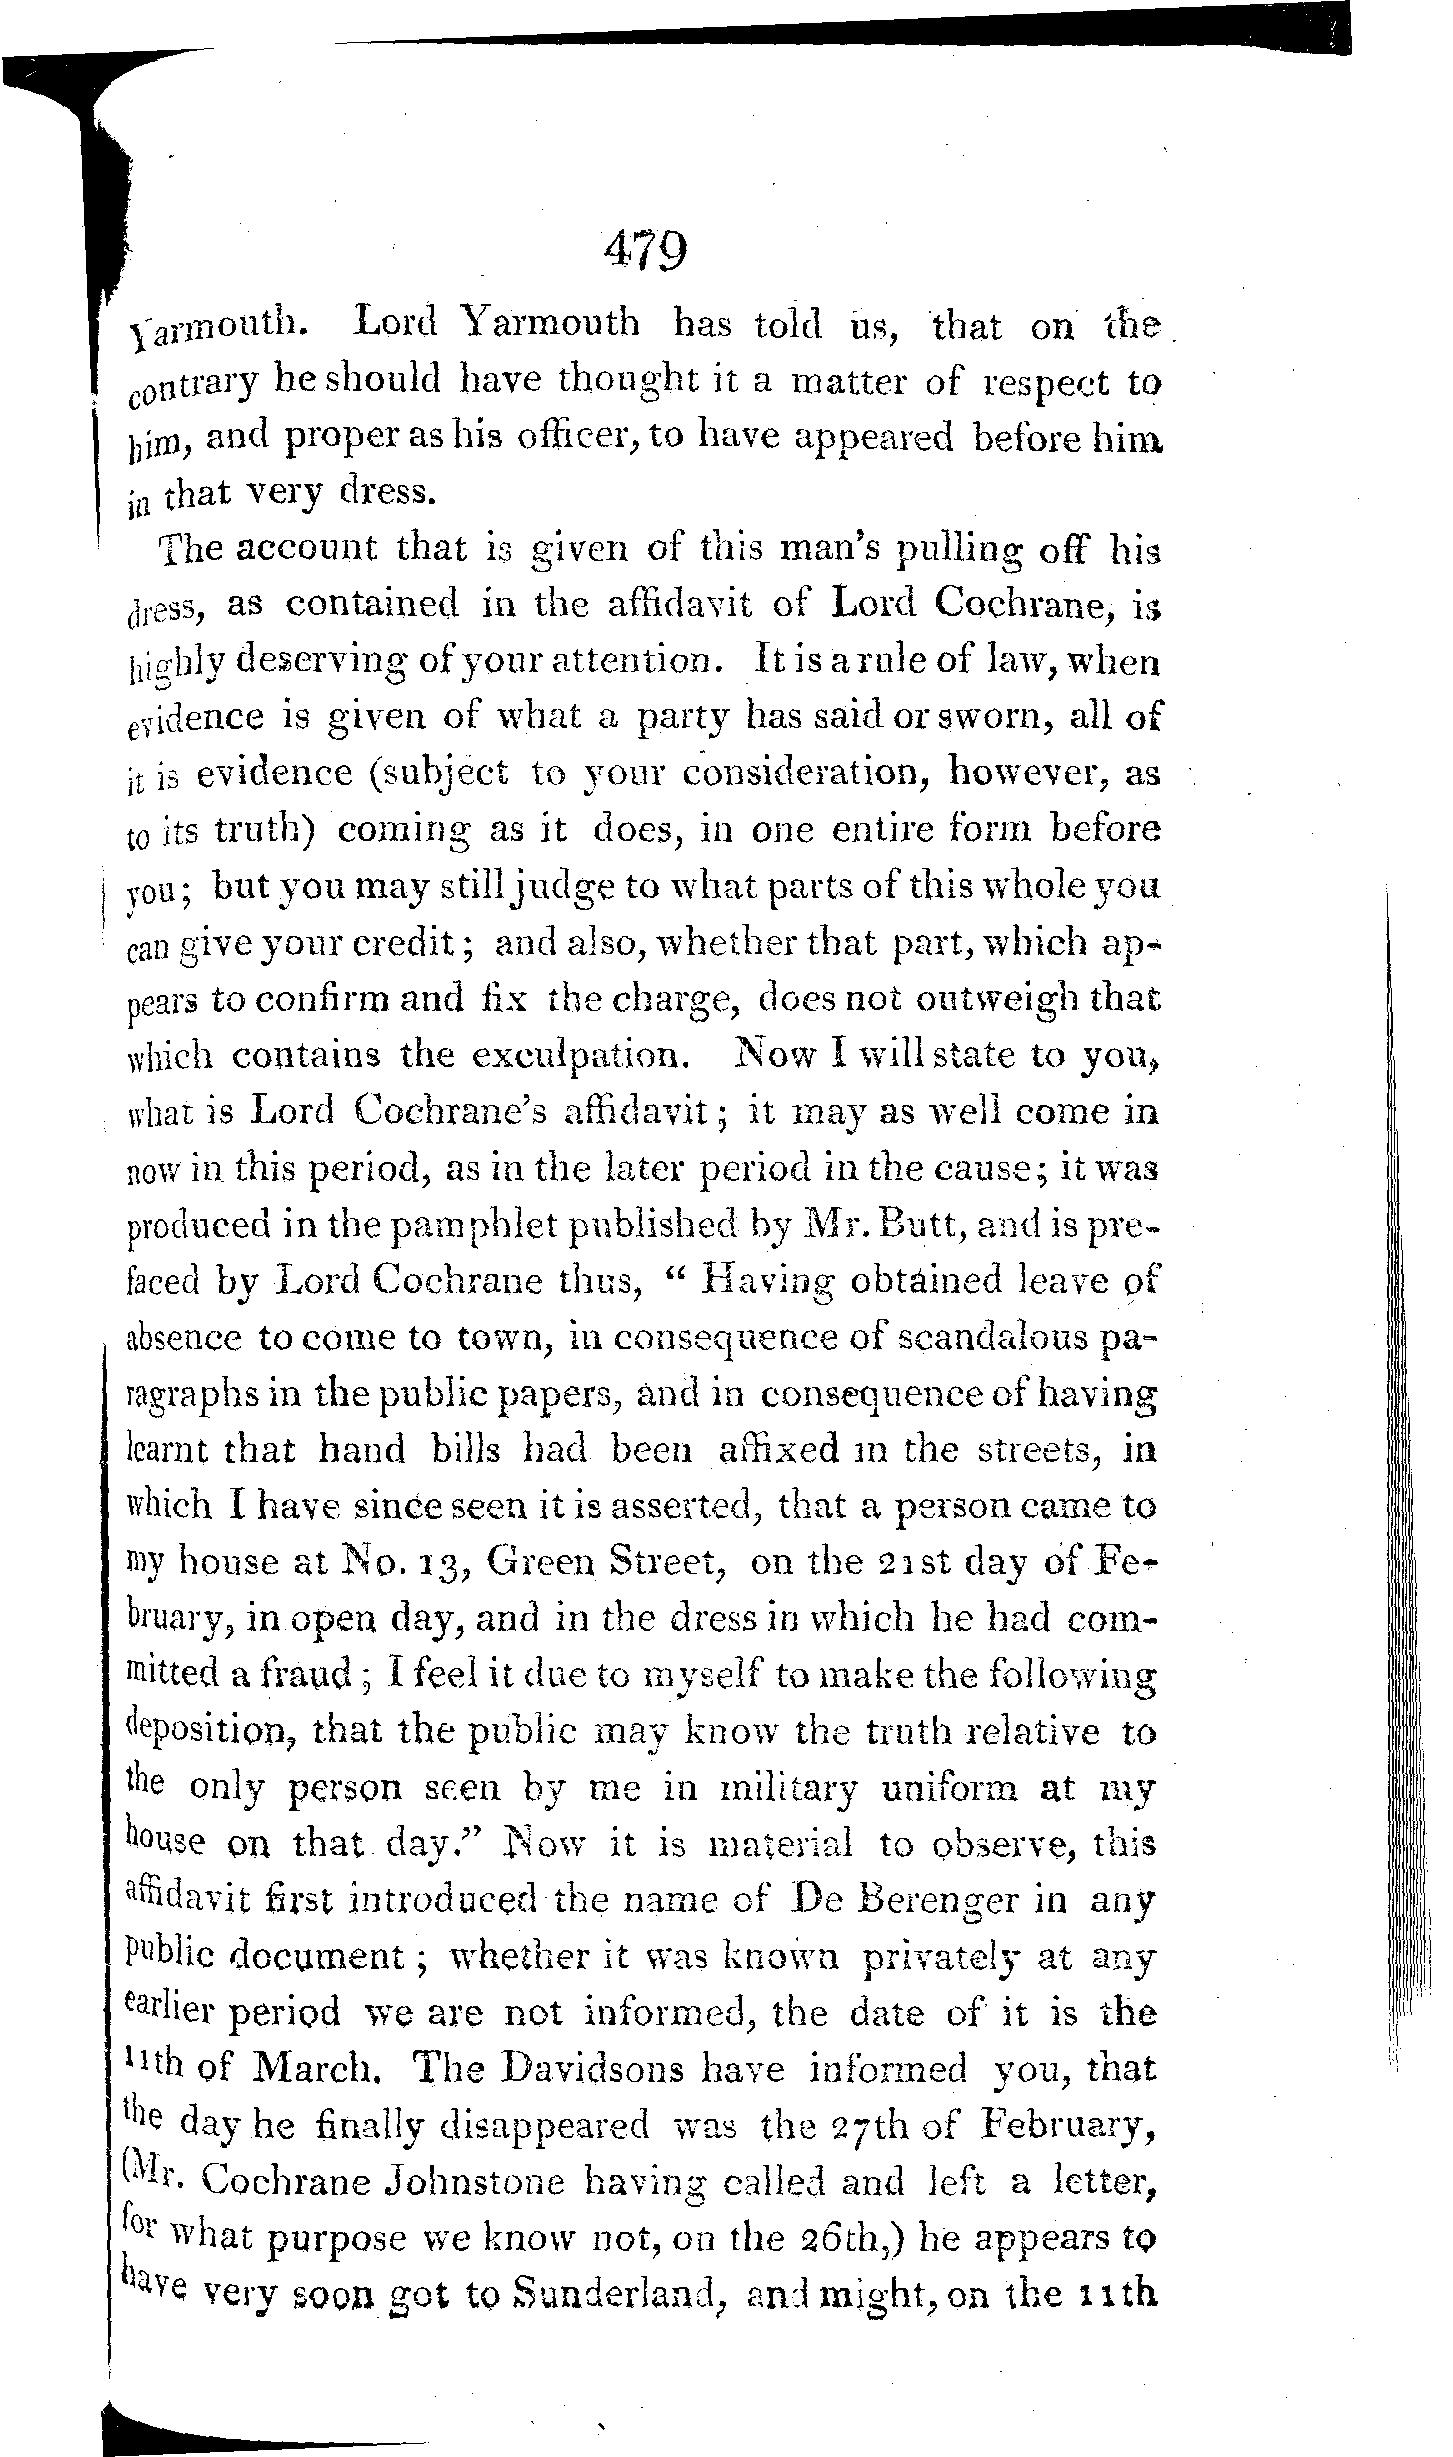 479
Yarmouth. Lord Yarmouth has told us, that on the
contrary he should have thought it a matter of respect to
him, and proper as his officer, to have appeared before him
in that very dress.
The account that is given of this man's pulling off his
dress, as contained in the affidavit of Lord Cochrane, is
highly deserving of your attention. It is a rule of law, when
evidence is given of what a party has said or sworn, all of
it is evidence (subject to your consideration, however, as
to its truth) coming as it does, in one entire form before
you; but you may still judge to what parts of this whole you
can give your credit; and also, whether that part, which ap-
pears to confirm and fix the charge, does not outweigh that
which contains the exculpation. Now I will state to you,
what is Lord Cochrane's affidavit; it may as well come in
now in this period, as in the later period in the cause; it was
produced in the pamphlet published by Mr. Butt, and is pre-
faced by Lord Cochrane thus, " Having obtained leave of
absence to come to town, in consequence of scandalous pa-
ragraphs in the public papers, and in consequence of having
learnt that hand bills had been affixed in the streets, in
which I have since seen it is asserted, that a person came to
my house at No. 13, Green Street, on the 21st day of Fe-
bruary, in open day, and in the dress in which he had com-
mitted a fraud; I feel it due to myself to make the following
deposition, that the public may know the truth relative to
the only person seen by me in military uniform at my
house on that day." Now it is material to observe, this
affidavit first introduced the name of De Berenger in any
public document; whether it was known privately at any
earlier period we are not informed, the date of it is the
11th of March. The Davidsons have informed you, that
the day he finally disappeared was the 27th of February,
(Mr. Cochrane Johnstone having called and left a letter,
for what purpose we know not, on the 26th,) he appears to
have very soon got to Sunderland, and might, on the 11th